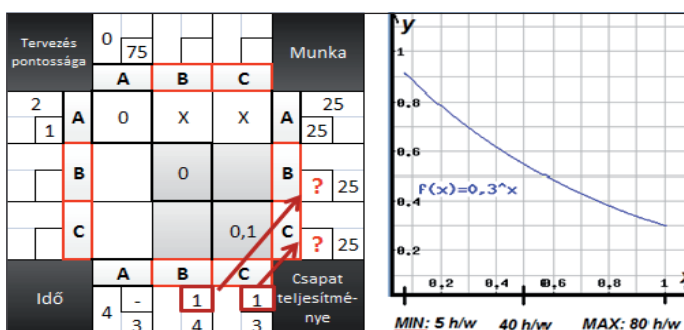 Tervezés pontossága
0
75
Munka
A B C
2
1
A 0 X X A 25
25
B 0 B ? 25
C 0,1 C ? 25
A B C
Idő
4 - 1 1
3 4 3
Csapat teljesítmé-
nye
y
1
0.8
0.6
0.4
0.2
f(x)=0,3^x
0,2 0,4 0,6 0,8 1
MIN: 5 h/w 40 h/w MAX: 80 h/w